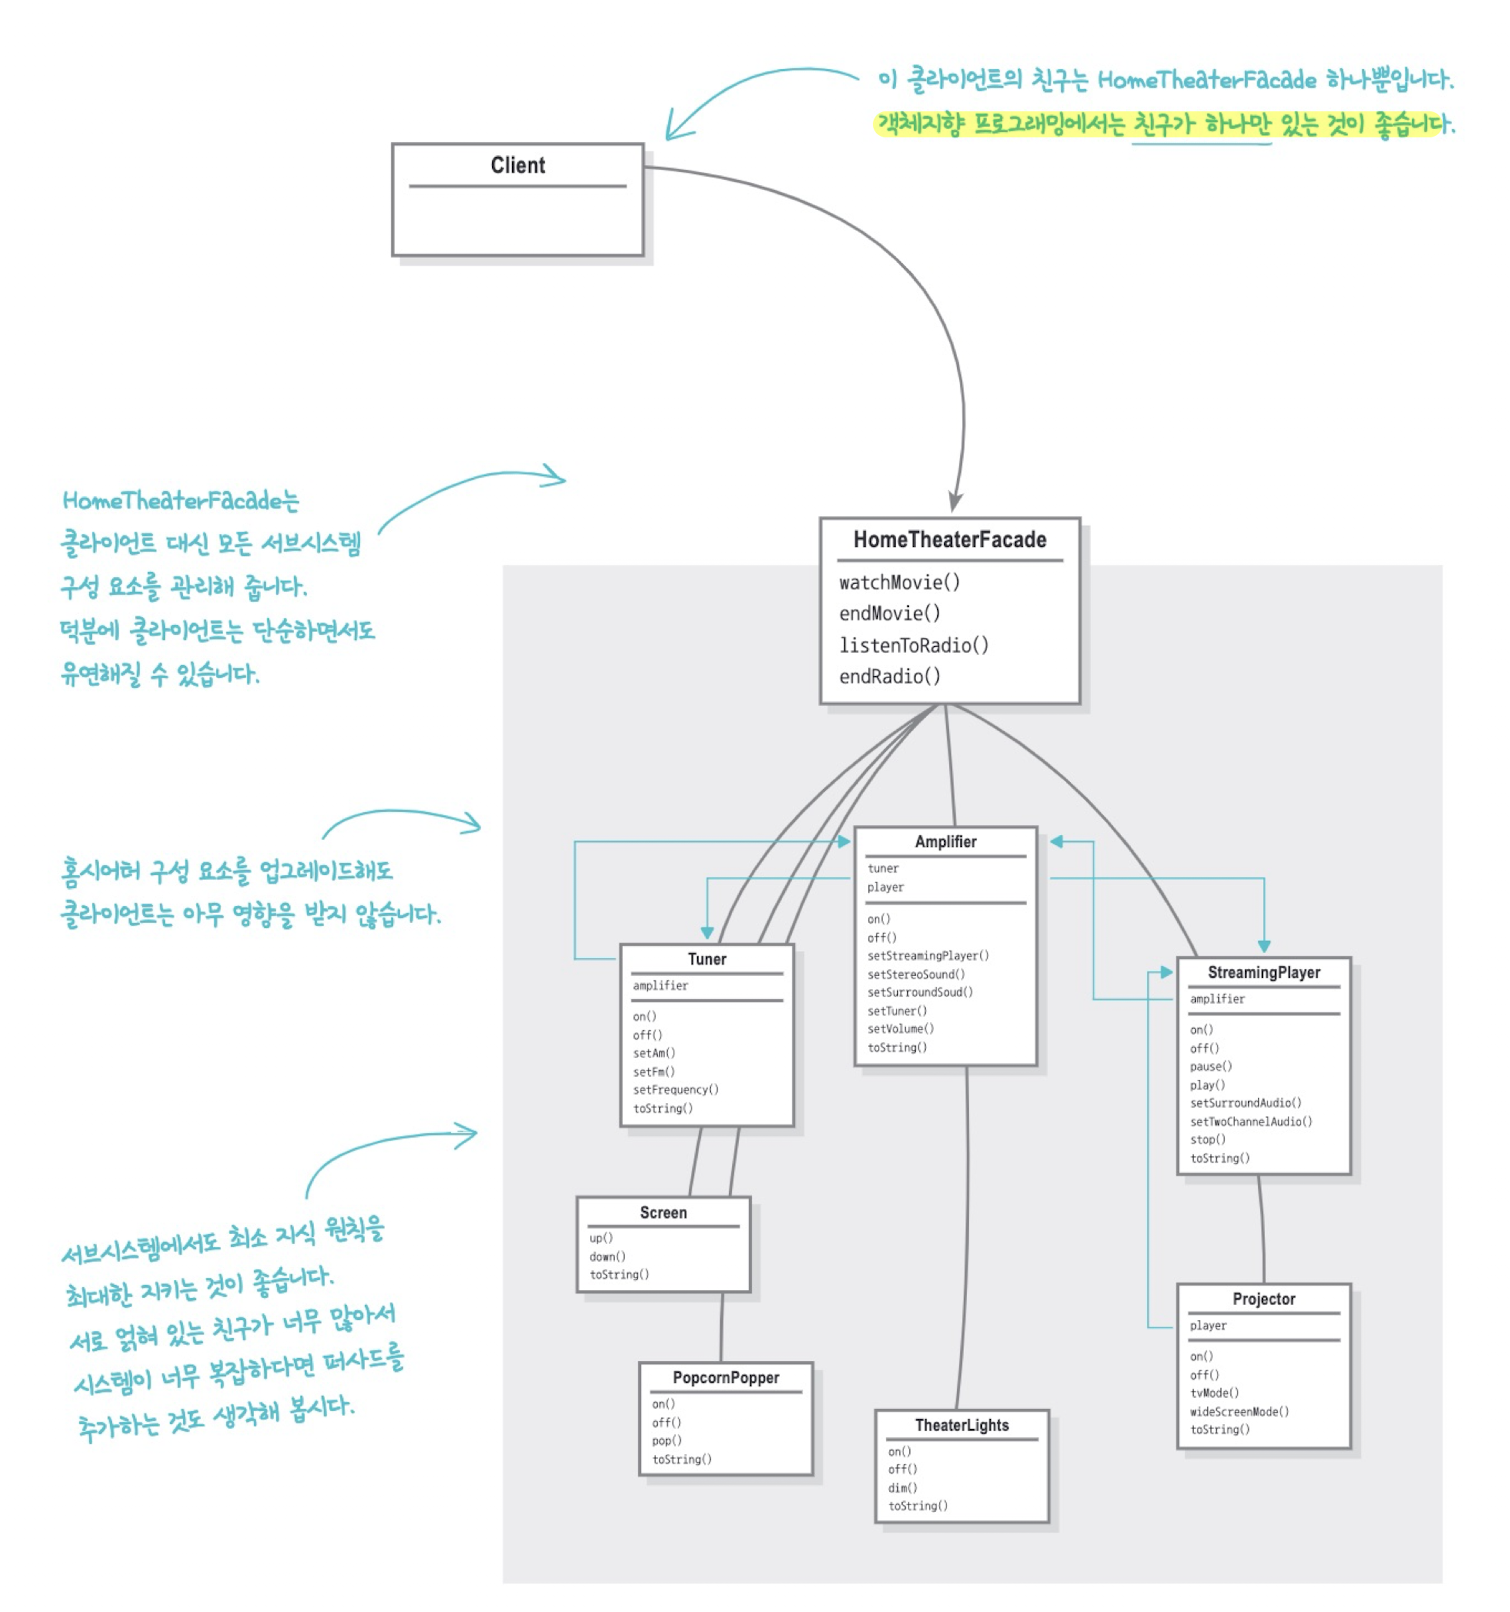 이 클라이언트의 친구는 HomeTheaterFacade 하나뿐입니다.
객체지향 프로그래밍에서는 친구가 하나만 있는 것이 좋습니다.
Client
HomeTheaterFacade는
클라이언트 대신 모든 서브시스템
구성 요소를 관리해 줍니다.
덕분에 클라이언트는 단순하면서도
유연해질 수 있습니다.
HomeTheaterFacade
watchMovie()
endMovie()
listenToRadio()
endRadio()
홈시어터 구성 요소를 업그레이드해도
클라이언트는 아무 영향을 받지 않습니다.
Amplifier
tuner
player
on()
off()
setStreamingPlayer()
setStereoSound()
setSurroundSoud()
setTuner()
setVolume()
toString()
Tuner
amplifier
on()
off()
setAm()
setFm()
setFrequency()
toString()
StreamingPlayer
amplifier
on()
off()
pause()
play()
setSurroundAudio()
setTwoChannelAudio()
stop()
toString()
서브시스템에서도 최소 지식 원칙을
최대한 지키는 것이 좋습니다.
서로 얽혀 있는 친구가 너무 많아서
시스템이 너무 복잡하다면 퍼사드를
추가하는 것도 생각해 봅시다.
Screen
up()
down()
toString()
Projector
player
on()
off()
tvMode()
wideScreenMode()
toString()
PopcornPopper
on()
off()
pop()
toString()
TheaterLights
on()
off()
dim()
toString()